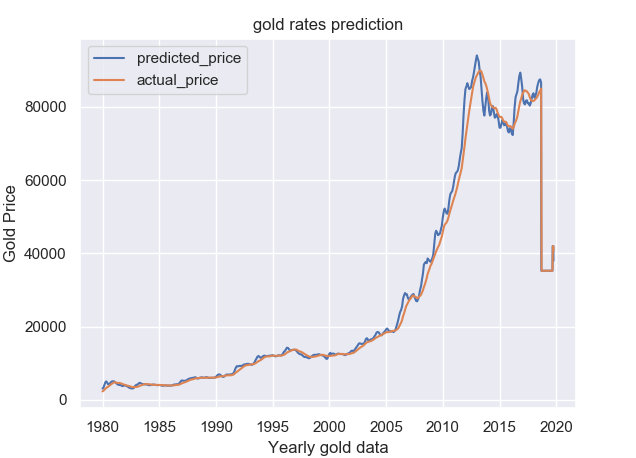 gold rates prediction
predicted_price
actual_price
80000
60000
40000
20000
0
Gold Price
1980 1985 1990 1995 2000 2005 2010 2015 2020
Yearly gold data